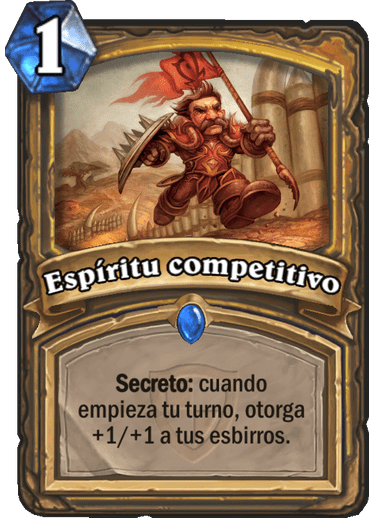 1
Espíritu competitivo
Secreto: cuando
empieza tu turno, otorga
+1/+1 a tus esbirros.